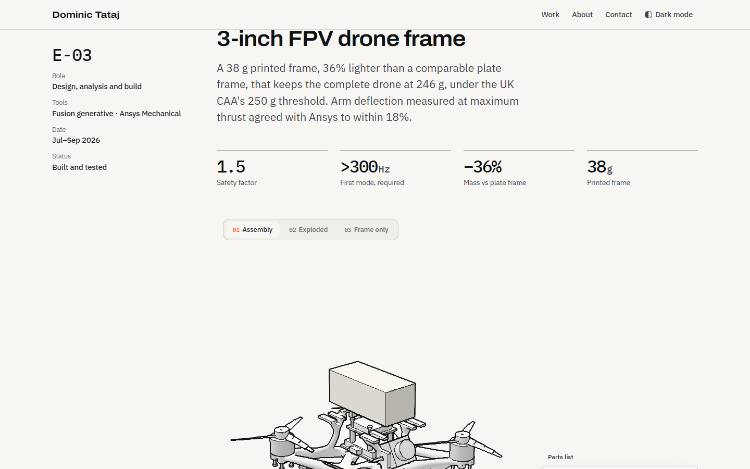 Dominic Tataj
Work About Contact Dark mode
E-03
Role
Design, analysis and build
Tools
Fusion generative · Ansys Mechanical
Date
Jul–Sep 2026
Status
Built and tested
3-inch FPV drone frame
A 38 g printed frame, 36% lighter than a comparable plate
frame, that keeps the complete drone at 246 g, under the UK
CAA's 250 g threshold. Arm deflection measured at maximum
thrust agreed with Ansys to within 18%.
1.5
Safety factor
>300Hz
First mode, required
−36%
Mass vs plate frame
38g
Printed frame
01 Assembly 02 Exploded 03 Frame only
Parts list